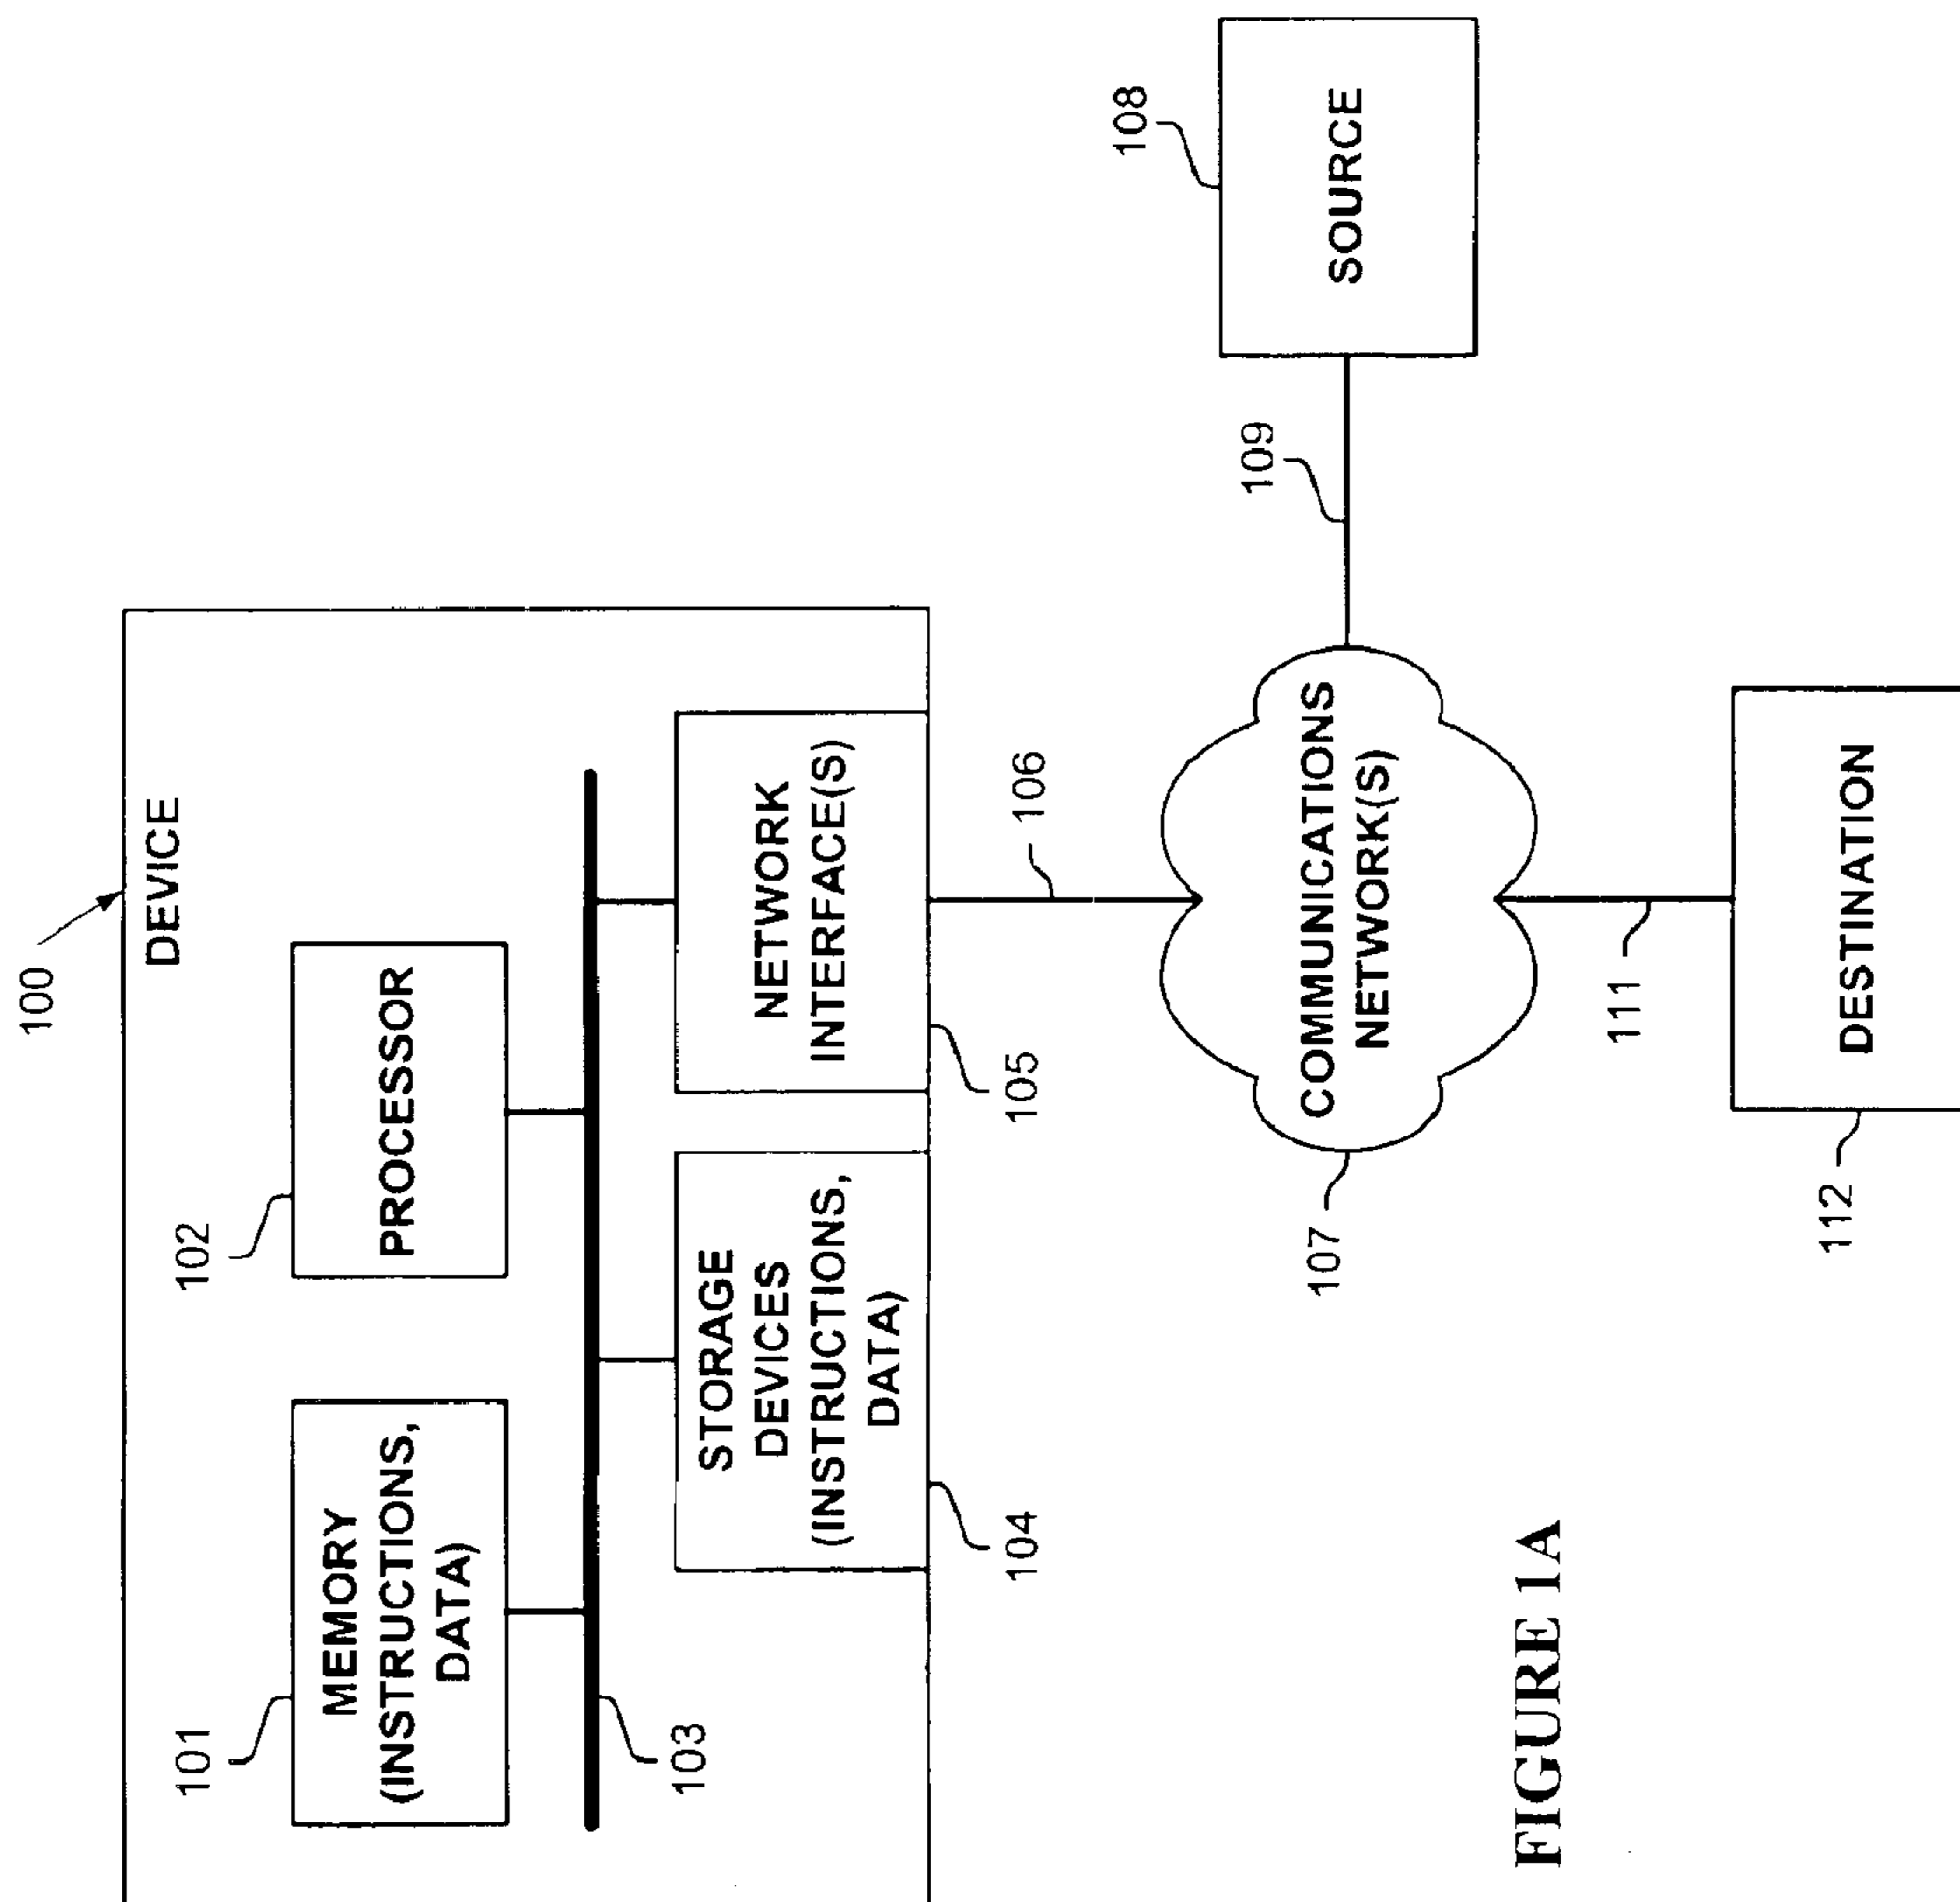 100
DEVICE
101
MEMORY
(INSTRUCTIONS,
DATA)
102
PROCESSOR
103
STORAGE
DEVICES
(INSTRUCTIONS,
DATA)
104
NETWORK
INTERFACE(S)
105
106
COMMUNICATIONS
NETWORK(S)
107
108
SOURCE
109
111
DESTINATION
112
FIGURE 1A